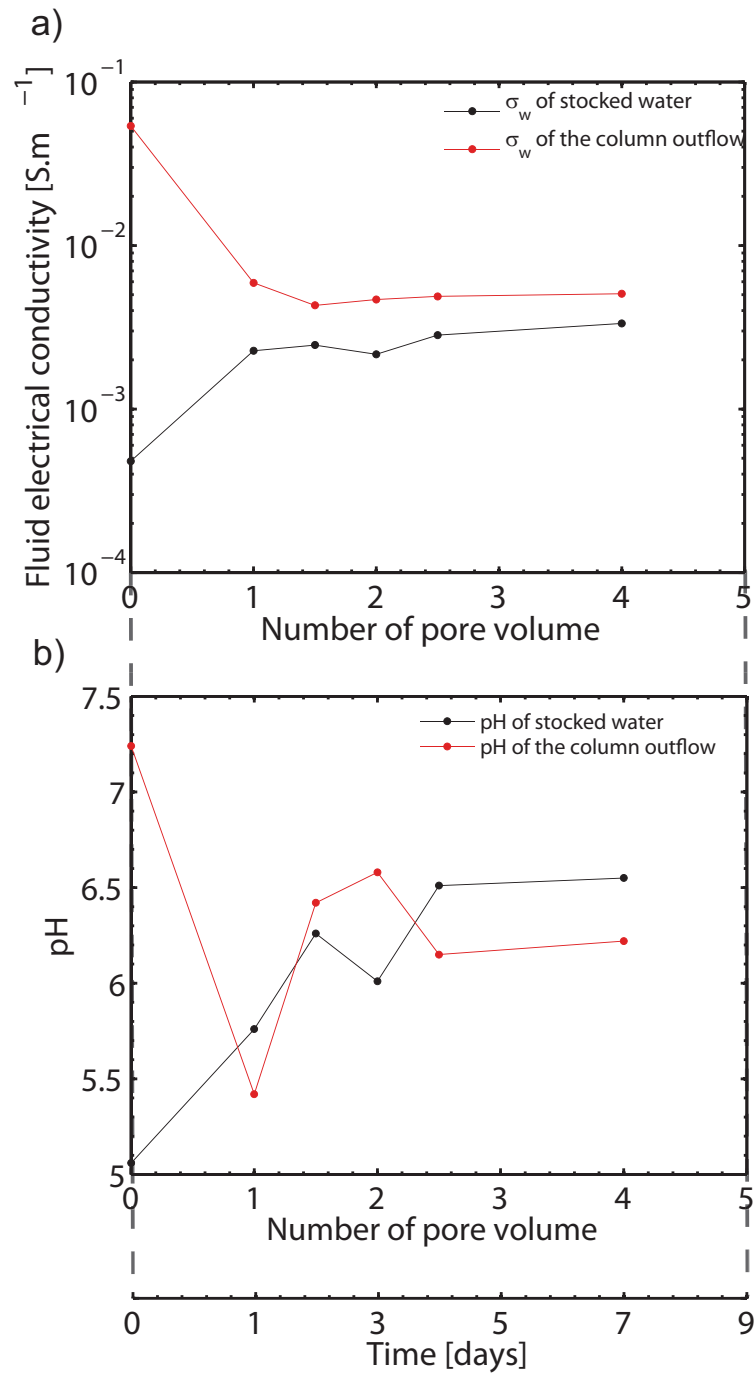 a)
Fluid electrical conductivity [S.m⁻¹]
10⁻¹
10⁻²
10⁻³
10⁻⁴
σ_w of stocked water
σ_w of the column outflow
0 1 2 3 4 5
Number of pore volume
b)
pH
7.5
7
6.5
6
5.5
5
pH of stocked water
pH of the column outflow
0 1 2 3 4 5
Number of pore volume
0 1 3 5 7 9
Time [days]